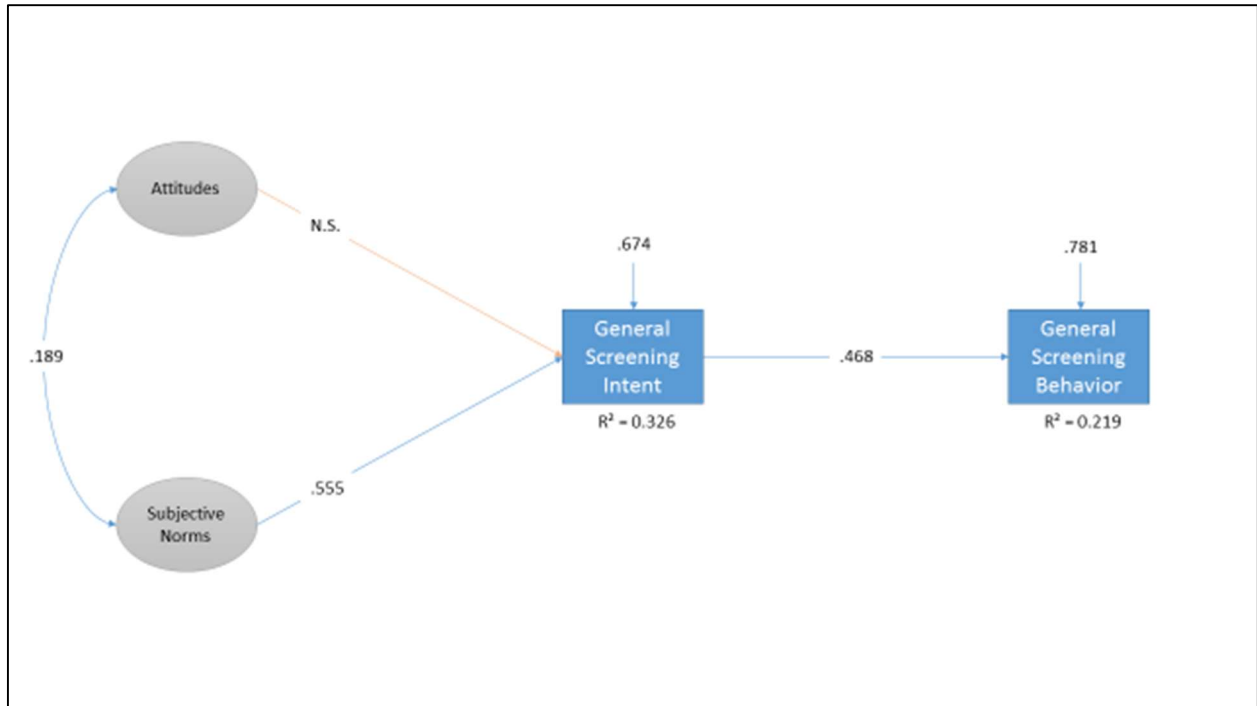 Attitudes
N.S.
.674
.781
.189
General
Screening
Intent
.468
General
Screening
Behavior
R² = 0.326
R² = 0.219
.555
Subjective
Norms